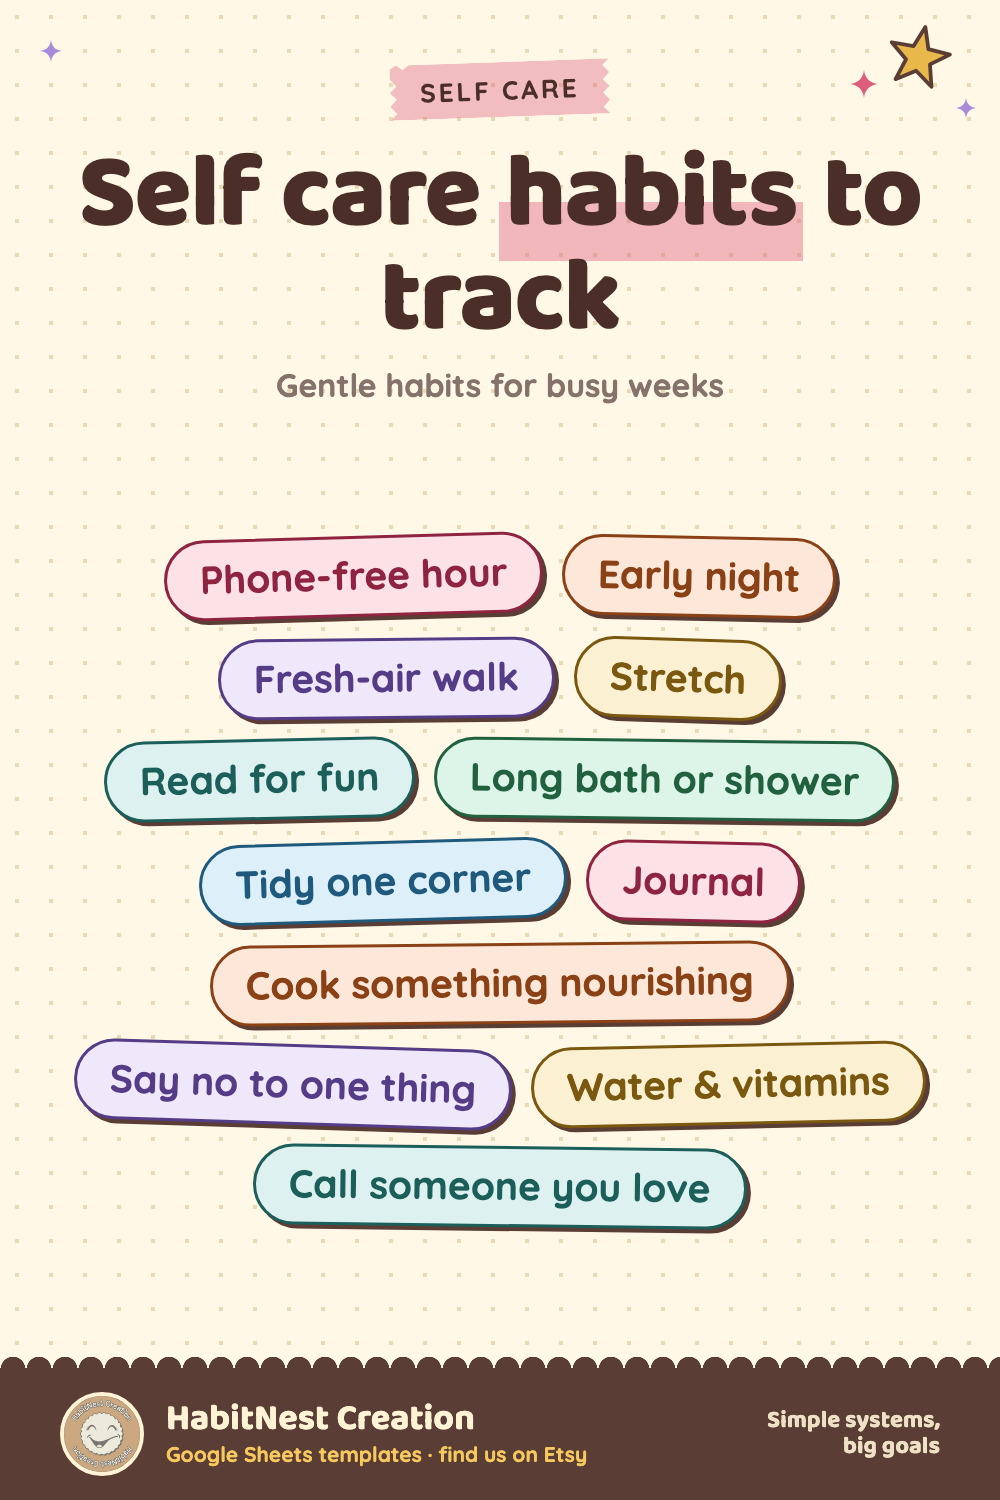 SELF CARE
Self care habits to
track
Gentle habits for busy weeks
Phone-free hour
Early night
Fresh-air walk
Stretch
Read for fun
Long bath or shower
Tidy one corner
Journal
Cook something nourishing
Say no to one thing
Water & vitamins
Call someone you love
HabitNest Creation
HabitNest Creation
Google Sheets templates · find us on Etsy
Simple systems,
big goals